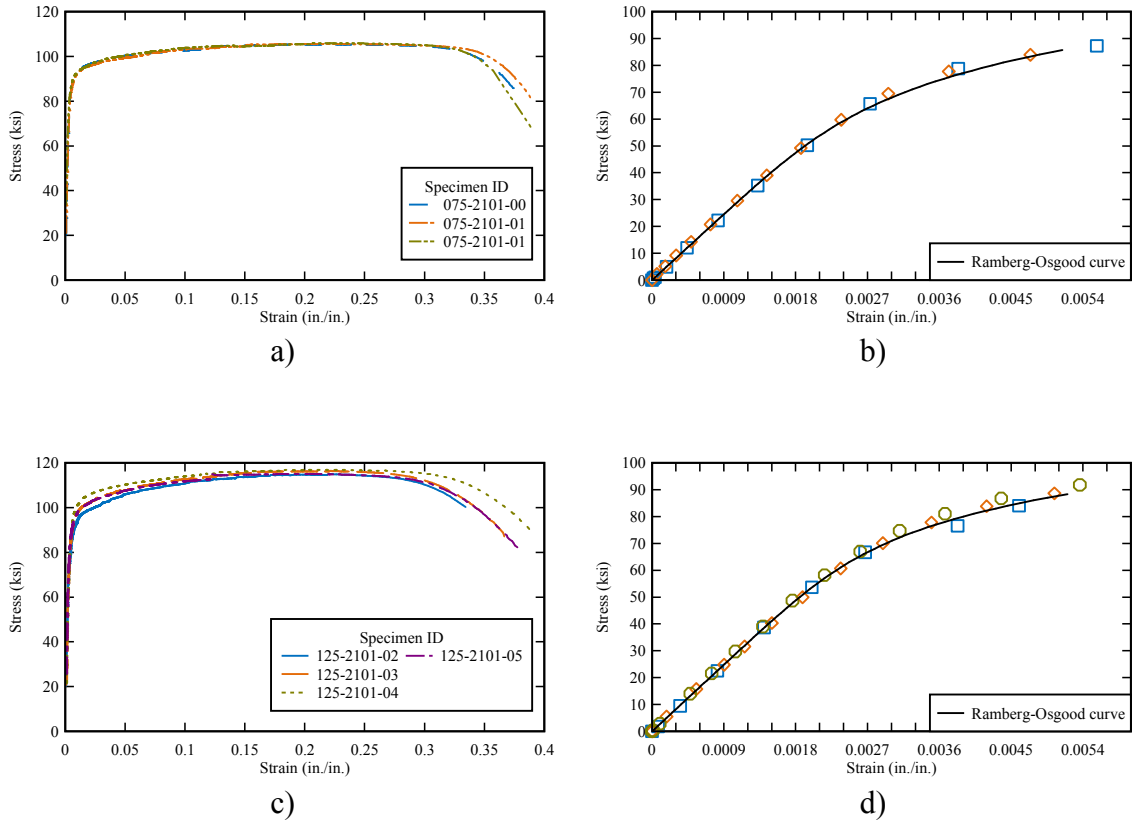 120
100
80
60
40
20
0
Stress (ksi)
Specimen ID
075-2101-00
075-2101-01
075-2101-01
0 0.05 0.1 0.15 0.2 0.25 0.3 0.35 0.4
Strain (in./in.)
a)
100
90
80
70
60
50
40
30
20
10
0
Stress (ksi)
Ramberg-Osgood curve
0 0.0009 0.0018 0.0027 0.0036 0.0045 0.0054
Strain (in./in.)
b)
120
100
80
60
40
20
0
Stress (ksi)
Specimen ID
125-2101-02 125-2101-05
125-2101-03
125-2101-04
0 0.05 0.1 0.15 0.2 0.25 0.3 0.35 0.4
Strain (in./in.)
c)
100
90
80
70
60
50
40
30
20
10
0
Stress (ksi)
Ramberg-Osgood curve
0 0.0009 0.0018 0.0027 0.0036 0.0045 0.0054
Strain (in./in.)
d)